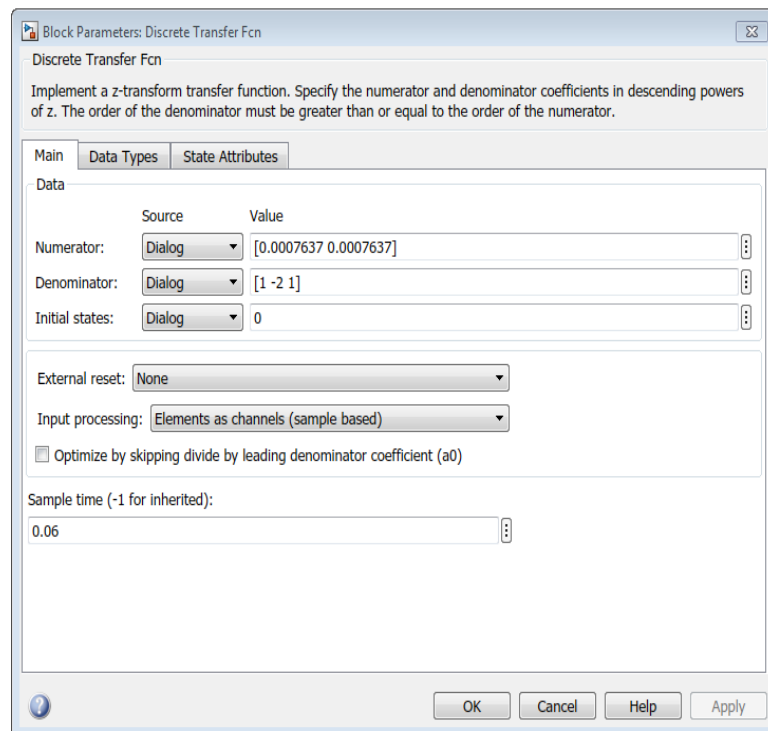 Block Parameters: Discrete Transfer Fcn
Discrete Transfer Fcn
Implement a z-transform transfer function. Specify the numerator and denominator coefficients in descending powers
of z. The order of the denominator must be greater than or equal to the order of the numerator.
Main Data Types State Attributes
Data
Source Value
Numerator: Dialog [0.0007637 0.0007637]
Denominator: Dialog [1 -2 1]
Initial states: Dialog 0
External reset: None
Input processing: Elements as channels (sample based)
Optimize by skipping divide by leading denominator coefficient (a0)
Sample time (-1 for inherited):
0.06
OK Cancel Help Apply